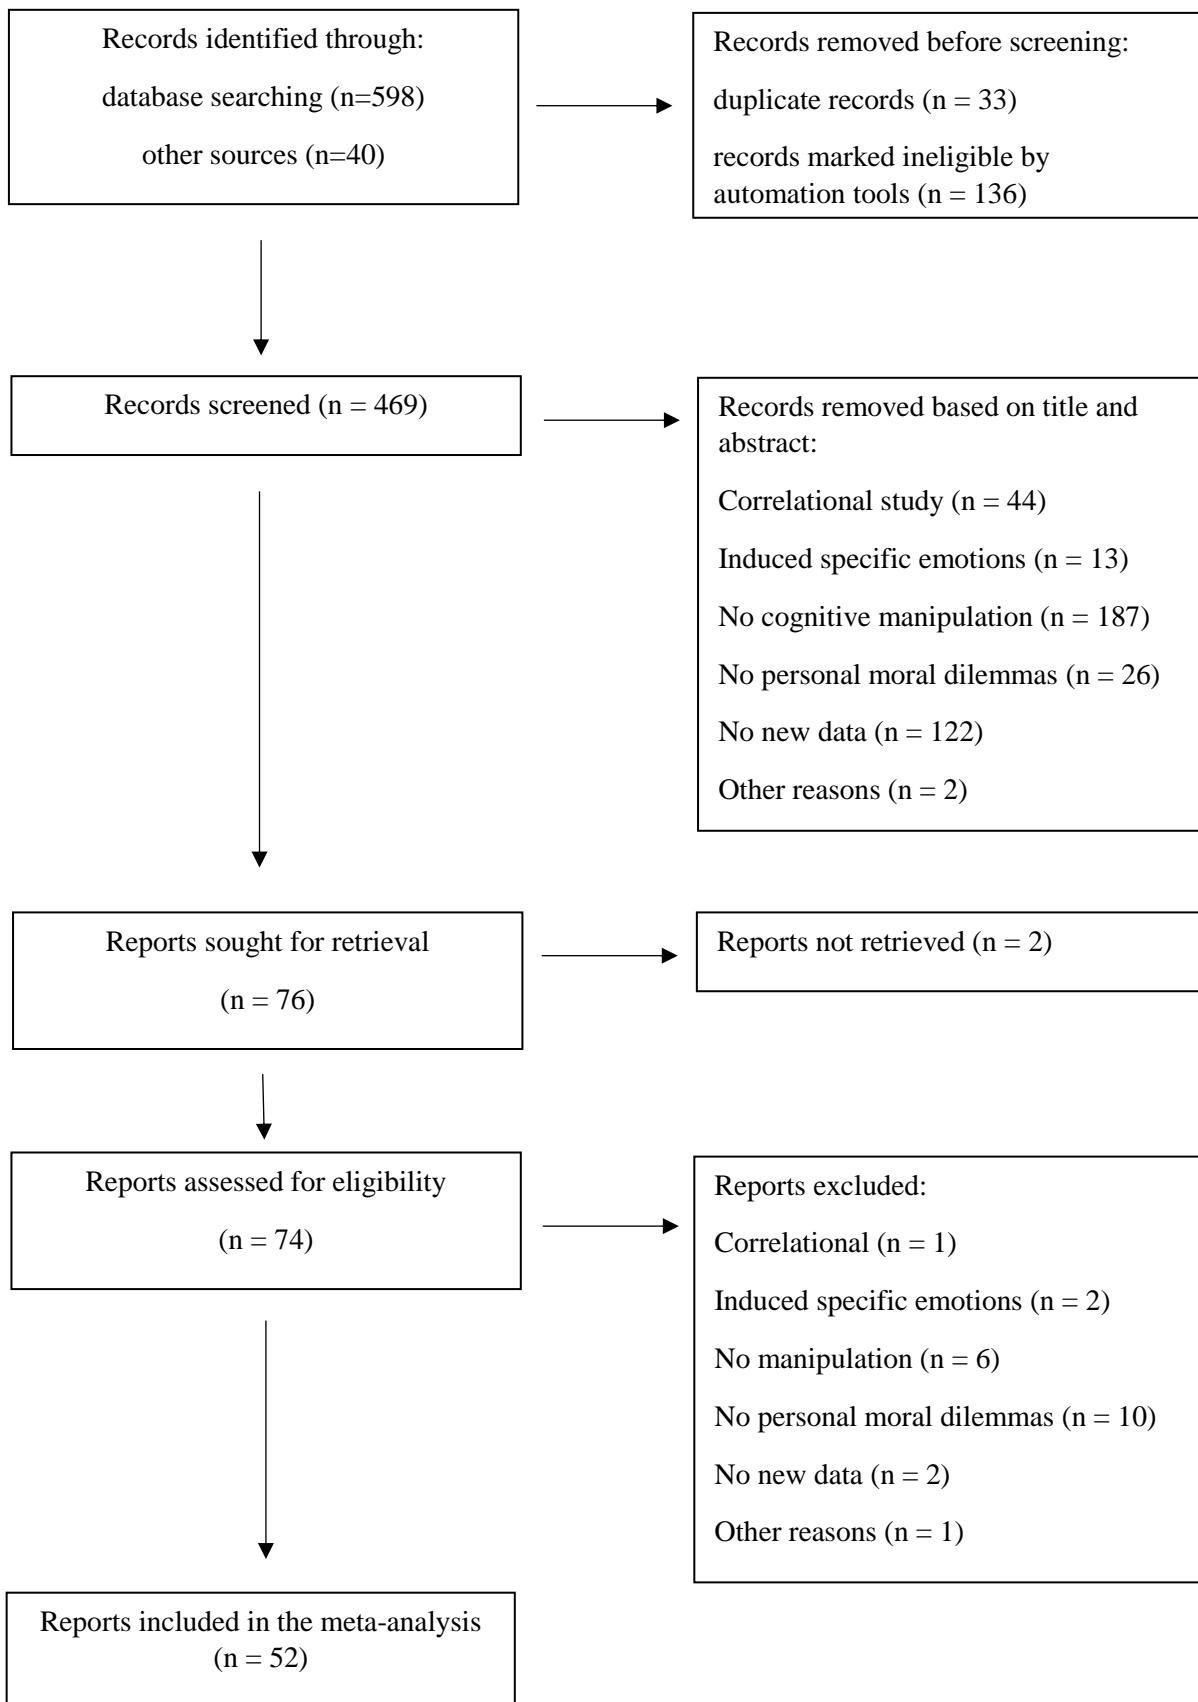 Records identified through:
database searching (n=598)
other sources (n=40)
Records removed before screening:
duplicate records (n = 33)
records marked ineligible by
automation tools (n = 136)
Records screened (n = 469)
Records removed based on title and
abstract:
Correlational study (n = 44)
Induced specific emotions (n = 13)
No cognitive manipulation (n = 187)
No personal moral dilemmas (n = 26)
No new data (n = 122)
Other reasons (n = 2)
Reports sought for retrieval
(n = 76)
Reports not retrieved (n = 2)
Reports assessed for eligibility
(n = 74)
Reports excluded:
Correlational (n = 1)
Induced specific emotions (n = 2)
No manipulation (n = 6)
No personal moral dilemmas (n = 10)
No new data (n = 2)
Other reasons (n = 1)
Reports included in the meta-analysis
(n = 52)